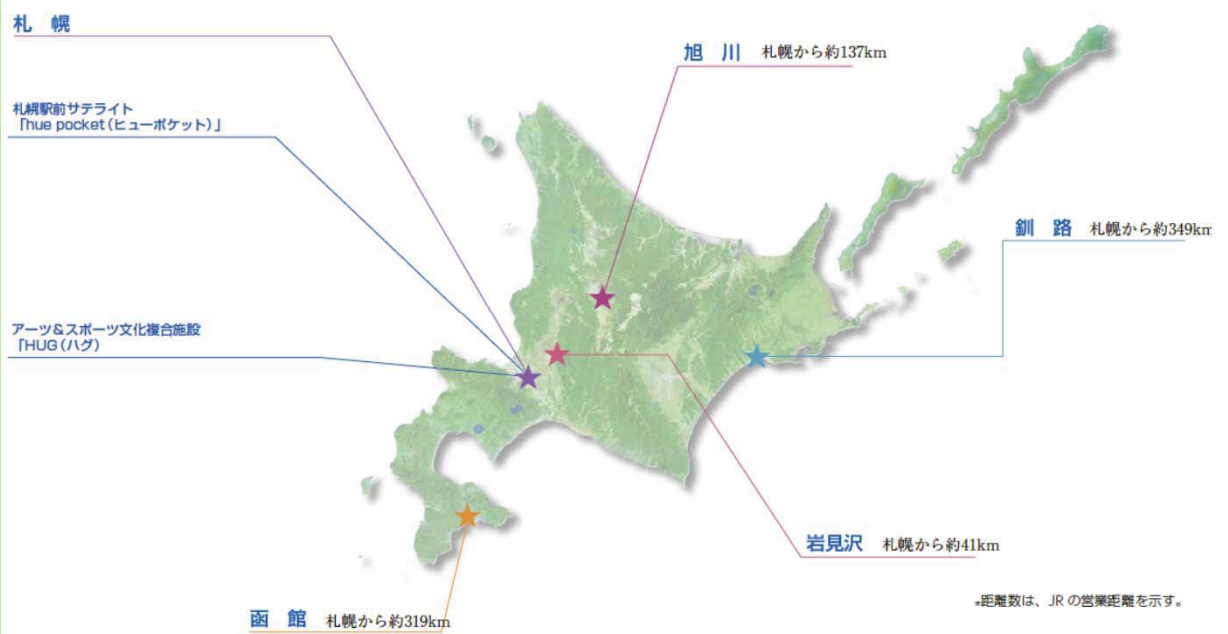 札　幌
札幌駅前サテライト
「hue pocket（ヒューポケット）」
アーツ＆スポーツ文化複合施設
「HUG（ハグ）
旭　川　札幌から約137km
釧　路　札幌から約349km
岩見沢　札幌から約41km
函　館　札幌から約319km
*距離数は、JRの営業距離を示す。